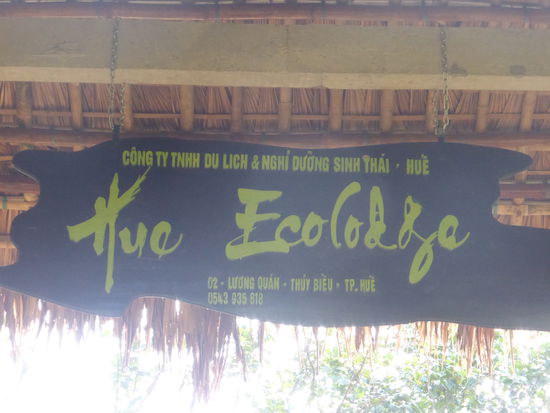 CÔNG TY TNHH DU LỊCH & NGHỈ DƯỠNG SINH THÁI - HUẾ
Hue Ecolodge
02 - LƯƠNG QUÁN - THỦY BIỀU - TP. HUẾ
0543 935 618